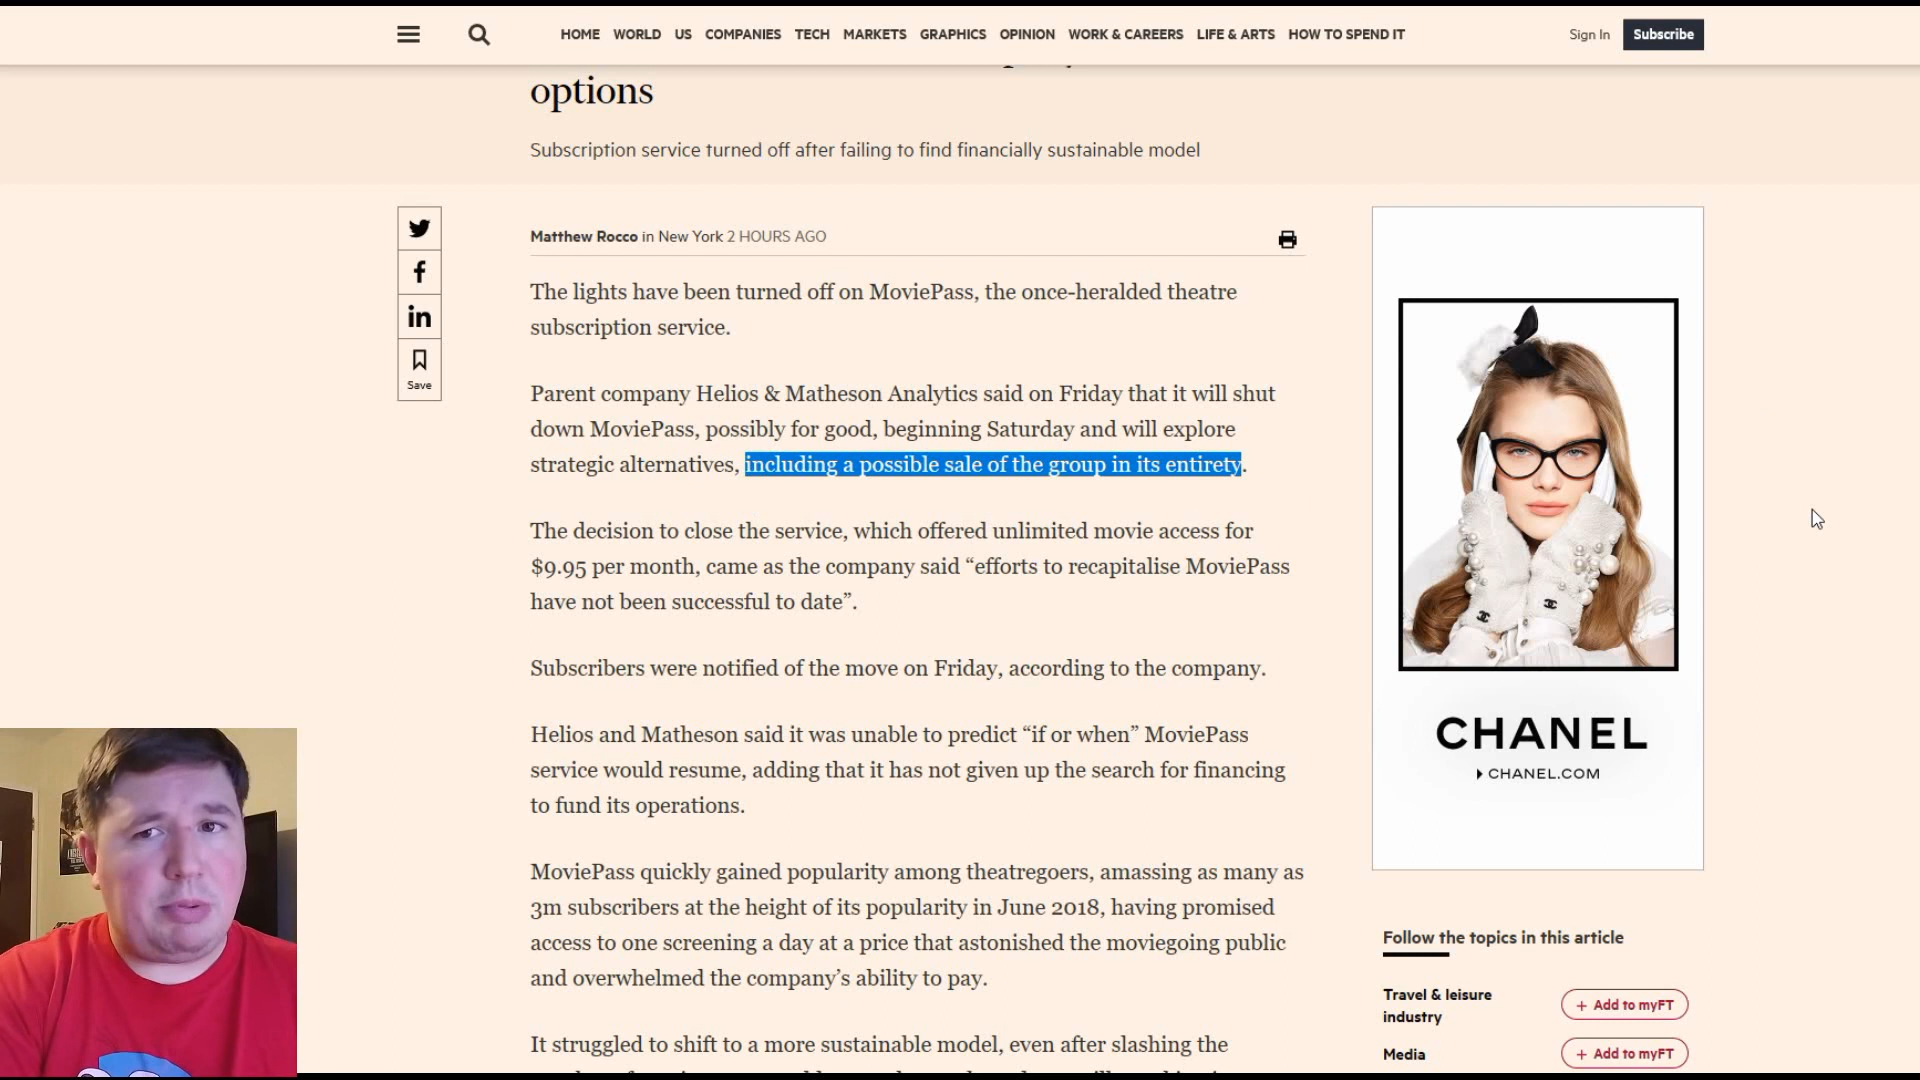 HOME WORLD US COMPANIES TECH MARKETS GRAPHICS OPINION WORK & CAREERS LIFE & ARTS HOW TO SPEND IT Sign In Subscribe
options
Subscription service turned off after failing to find financially sustainable model
Save
Matthew Rocco in New York 2 HOURS AGO
The lights have been turned off on MoviePass, the once-heralded theatre
subscription service.
Parent company Helios & Matheson Analytics said on Friday that it will shut
down MoviePass, possibly for good, beginning Saturday and will explore
strategic alternatives, including a possible sale of the group in its entirety.
The decision to close the service, which offered unlimited movie access for
$9.95 per month, came as the company said “efforts to recapitalise MoviePass
have not been successful to date”.
Subscribers were notified of the move on Friday, according to the company.
Helios and Matheson said it was unable to predict “if or when” MoviePass
service would resume, adding that it has not given up the search for financing
to fund its operations.
MoviePass quickly gained popularity among theatregoers, amassing as many as
3m subscribers at the height of its popularity in June 2018, having promised
access to one screening a day at a price that astonished the moviegoing public
and overwhelmed the company’s ability to pay.
It struggled to shift to a more sustainable model, even after slashing the
CHANEL
CHANEL.COM
Follow the topics in this article
Travel & leisure
industry
+ Add to myFT
Media
+ Add to myFT